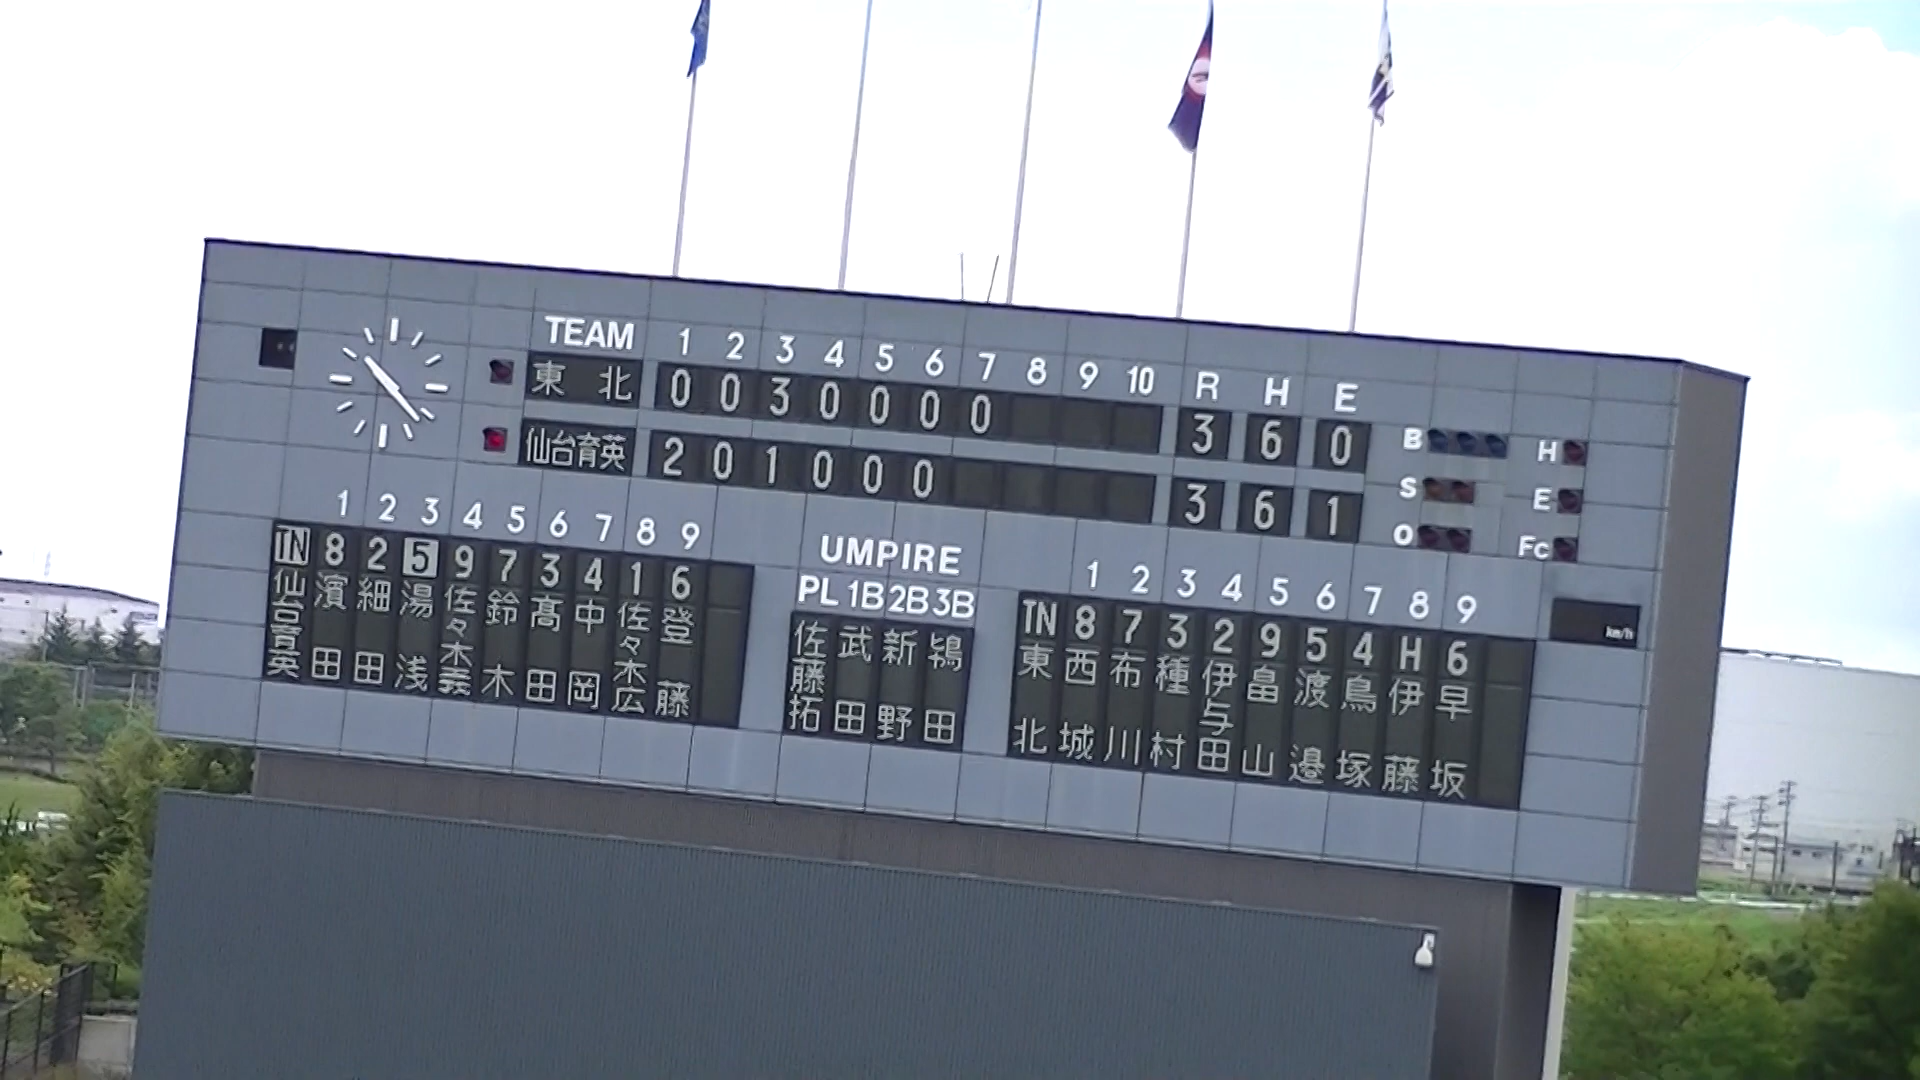 TEAM 1 2 3 4 5 6 7 8 9 10 R H E
東北 0 0 3 0 0 0 0 3 6 0
仙台育英 2 0 1 0 0 0 3 6 1
B H
S E
O Fc
1 2 3 4 5 6 7 8 9
IN 8 2 5 9 7 3 4 1 6
仙台育英 濱田 細田 湯浅 佐々木義 鈴木 髙田 中岡 佐々木広 登藤
UMPIRE
PL 1B 2B 3B
佐藤拓 武田 新野 鴇田
1 2 3 4 5 6 7 8 9
IN 8 7 3 2 9 5 4 H 6
東北 西城 布川 種村 伊与田 畠山 渡邉 鳥塚 伊藤 早坂
km/h